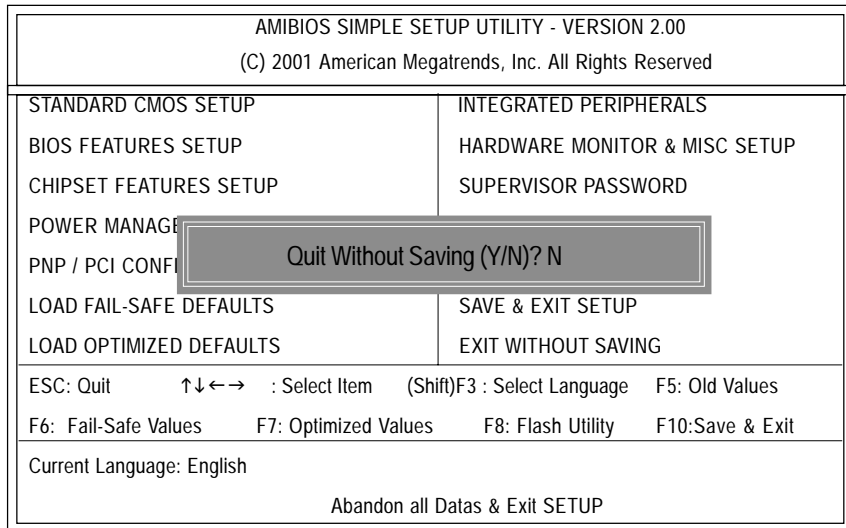 AMIBIOS SIMPLE SETUP UTILITY - VERSION 2.00
(C) 2001 American Megatrends, Inc. All Rights Reserved
STANDARD CMOS SETUP
BIOS FEATURES SETUP
CHIPSET FEATURES SETUP
POWER MANAGE
PNP / PCI CONFI
LOAD FAIL-SAFE DEFAULTS
LOAD OPTIMIZED DEFAULTS
INTEGRATED PERIPHERALS
HARDWARE MONITOR & MISC SETUP
SUPERVISOR PASSWORD
Quit Without Saving (Y/N)? N
SAVE & EXIT SETUP
EXIT WITHOUT SAVING
ESC: Quit ↑↓←→ : Select Item (Shift)F3 : Select Language F5: Old Values
F6: Fail-Safe Values F7: Optimized Values F8: Flash Utility F10:Save & Exit
Current Language: English
Abandon all Datas & Exit SETUP